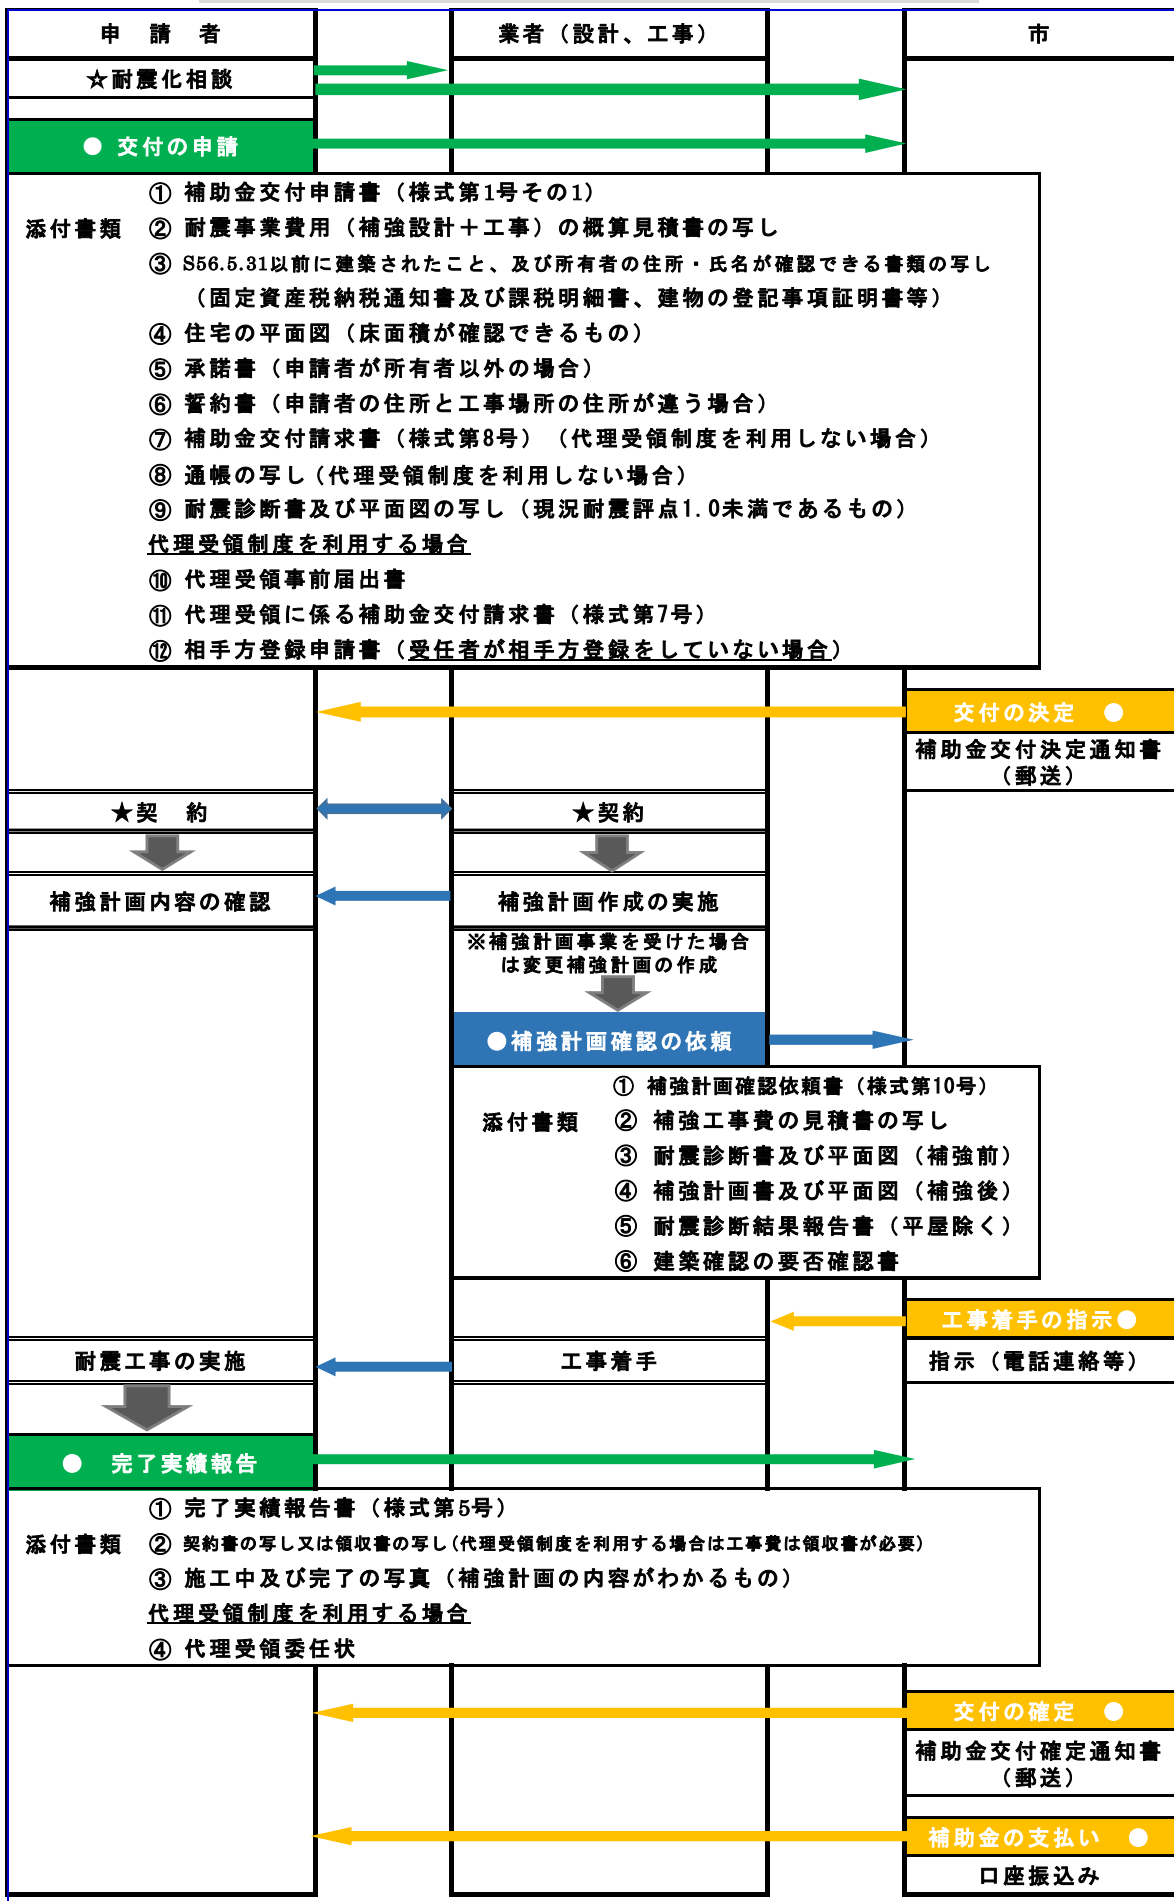 申　請　者
業者（設計、工事）
市
☆耐震化相談
● 交付の申請
① 補助金交付申請書（様式第1号その1）
添付書類
② 耐震事業費用（補強設計＋工事）の概算見積書の写し
③ S56.5.31以前に建築されたこと、及び所有者の住所・氏名が確認できる書類の写し
（固定資産税納税通知書及び課税明細書、建物の登記事項証明書等）
④ 住宅の平面図（床面積が確認できるもの）
⑤ 承諾書（申請者が所有者以外の場合）
⑥ 誓約書（申請者の住所と工事場所の住所が違う場合）
⑦ 補助金交付請求書（様式第8号）（代理受領制度を利用しない場合）
⑧ 通帳の写し（代理受領制度を利用しない場合）
⑨ 耐震診断書及び平面図の写し（現況耐震評点1.0未満であるもの）
代理受領制度を利用する場合
⑩ 代理受領事前届出書
⑪ 代理受領に係る補助金交付請求書（様式第7号）
⑫ 相手方登録申請書（受任者が相手方登録をしていない場合）
交付の決定　●
補助金交付決定通知書
（郵送）
★契　約
★契約
補強計画内容の確認
補強計画作成の実施
※補強計画事業を受けた場合
は変更補強計画の作成
●補強計画確認の依頼
① 補強計画確認依頼書（様式第10号）
添付書類
② 補強工事費の見積書の写し
③ 耐震診断書及び平面図（補強前）
④ 補強計画書及び平面図（補強後）
⑤ 耐震診断結果報告書（平屋除く）
⑥ 建築確認の要否確認書
工事着手の指示●
耐震工事の実施
工事着手
指示（電話連絡等）
●　完了実績報告
① 完了実績報告書（様式第5号）
添付書類
② 契約書の写し又は領収書の写し（代理受領制度を利用する場合は工事費は領収書が必要）
③ 施工中及び完了の写真（補強計画の内容がわかるもの）
代理受領制度を利用する場合
④ 代理受領委任状
交付の確定　●
補助金交付確定通知書
（郵送）
補助金の支払い　●
口座振込み